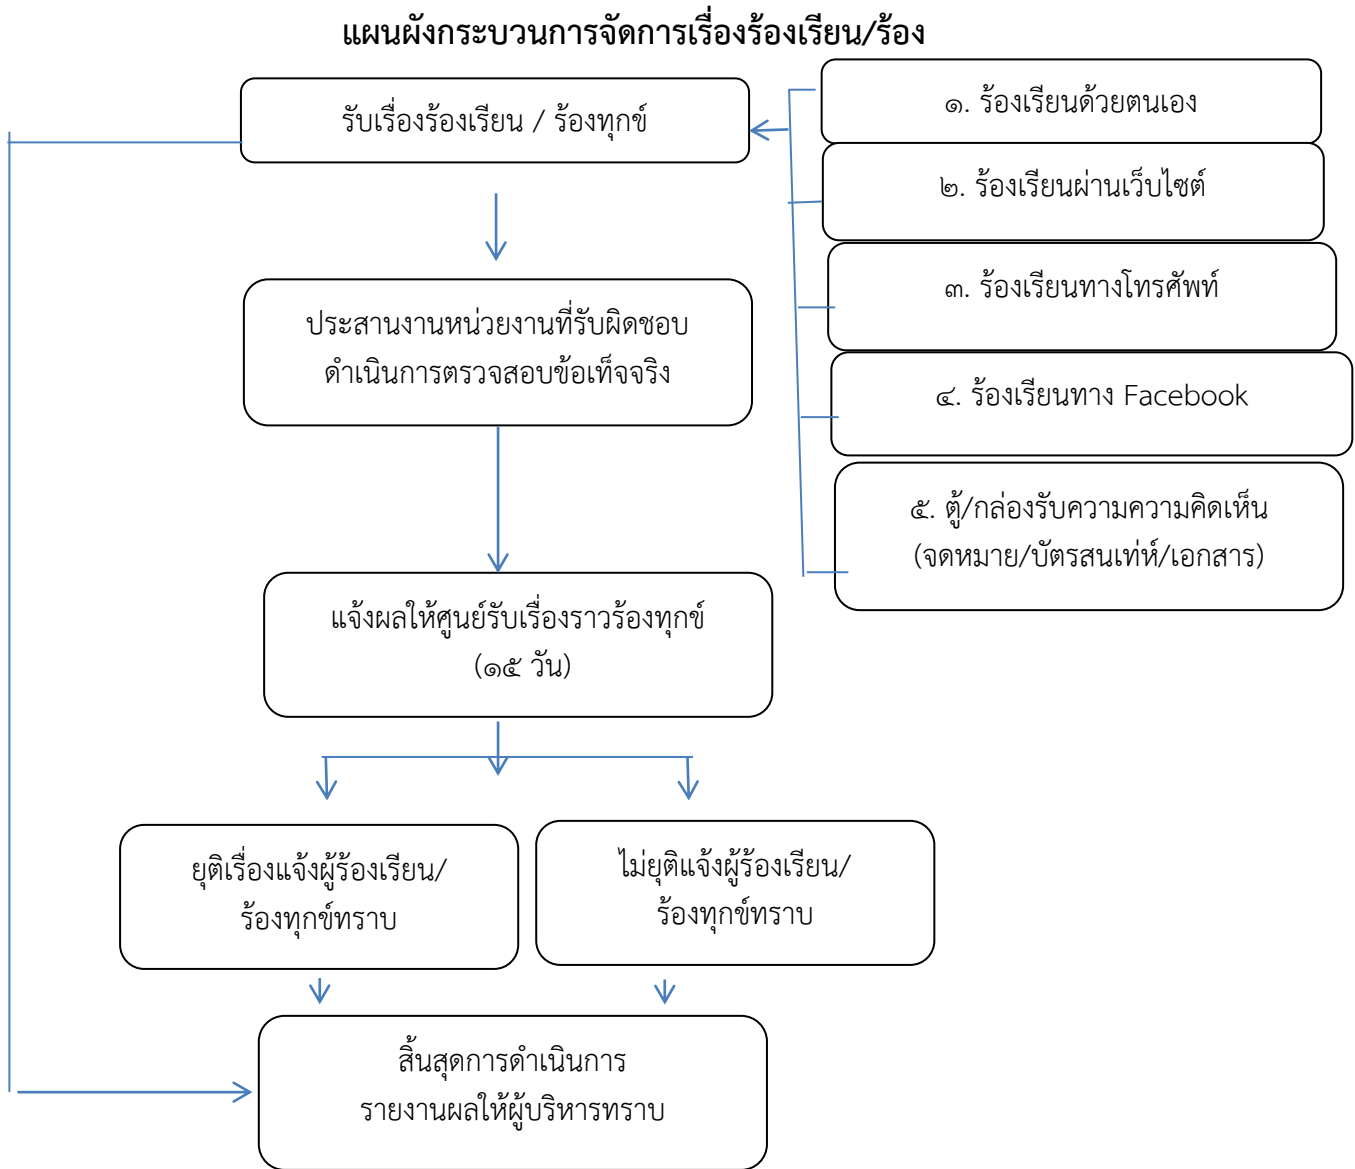 แผนผังกระบวนการจัดการเรื่องร้องเรียน/ร้อง
รับเรื่องร้องเรียน / ร้องทุกข์
๑. ร้องเรียนด้วยตนเอง
๒. ร้องเรียนผ่านเว็บไซต์
๓. ร้องเรียนทางโทรศัพท์
๔. ร้องเรียนทาง Facebook
๕. ตู้/กล่องรับความความคิดเห็น
(จดหมาย/บัตรสนเท่ห์/เอกสาร)
ประสานงานหน่วยงานที่รับผิดชอบ
ดำเนินการตรวจสอบข้อเท็จจริง
แจ้งผลให้ศูนย์รับเรื่องราวร้องทุกข์
(๑๕ วัน)
ยุติเรื่องแจ้งผู้ร้องเรียน/
ร้องทุกข์ทราบ
ไม่ยุติแจ้งผู้ร้องเรียน/
ร้องทุกข์ทราบ
สิ้นสุดการดำเนินการ
รายงานผลให้ผู้บริหารทราบ